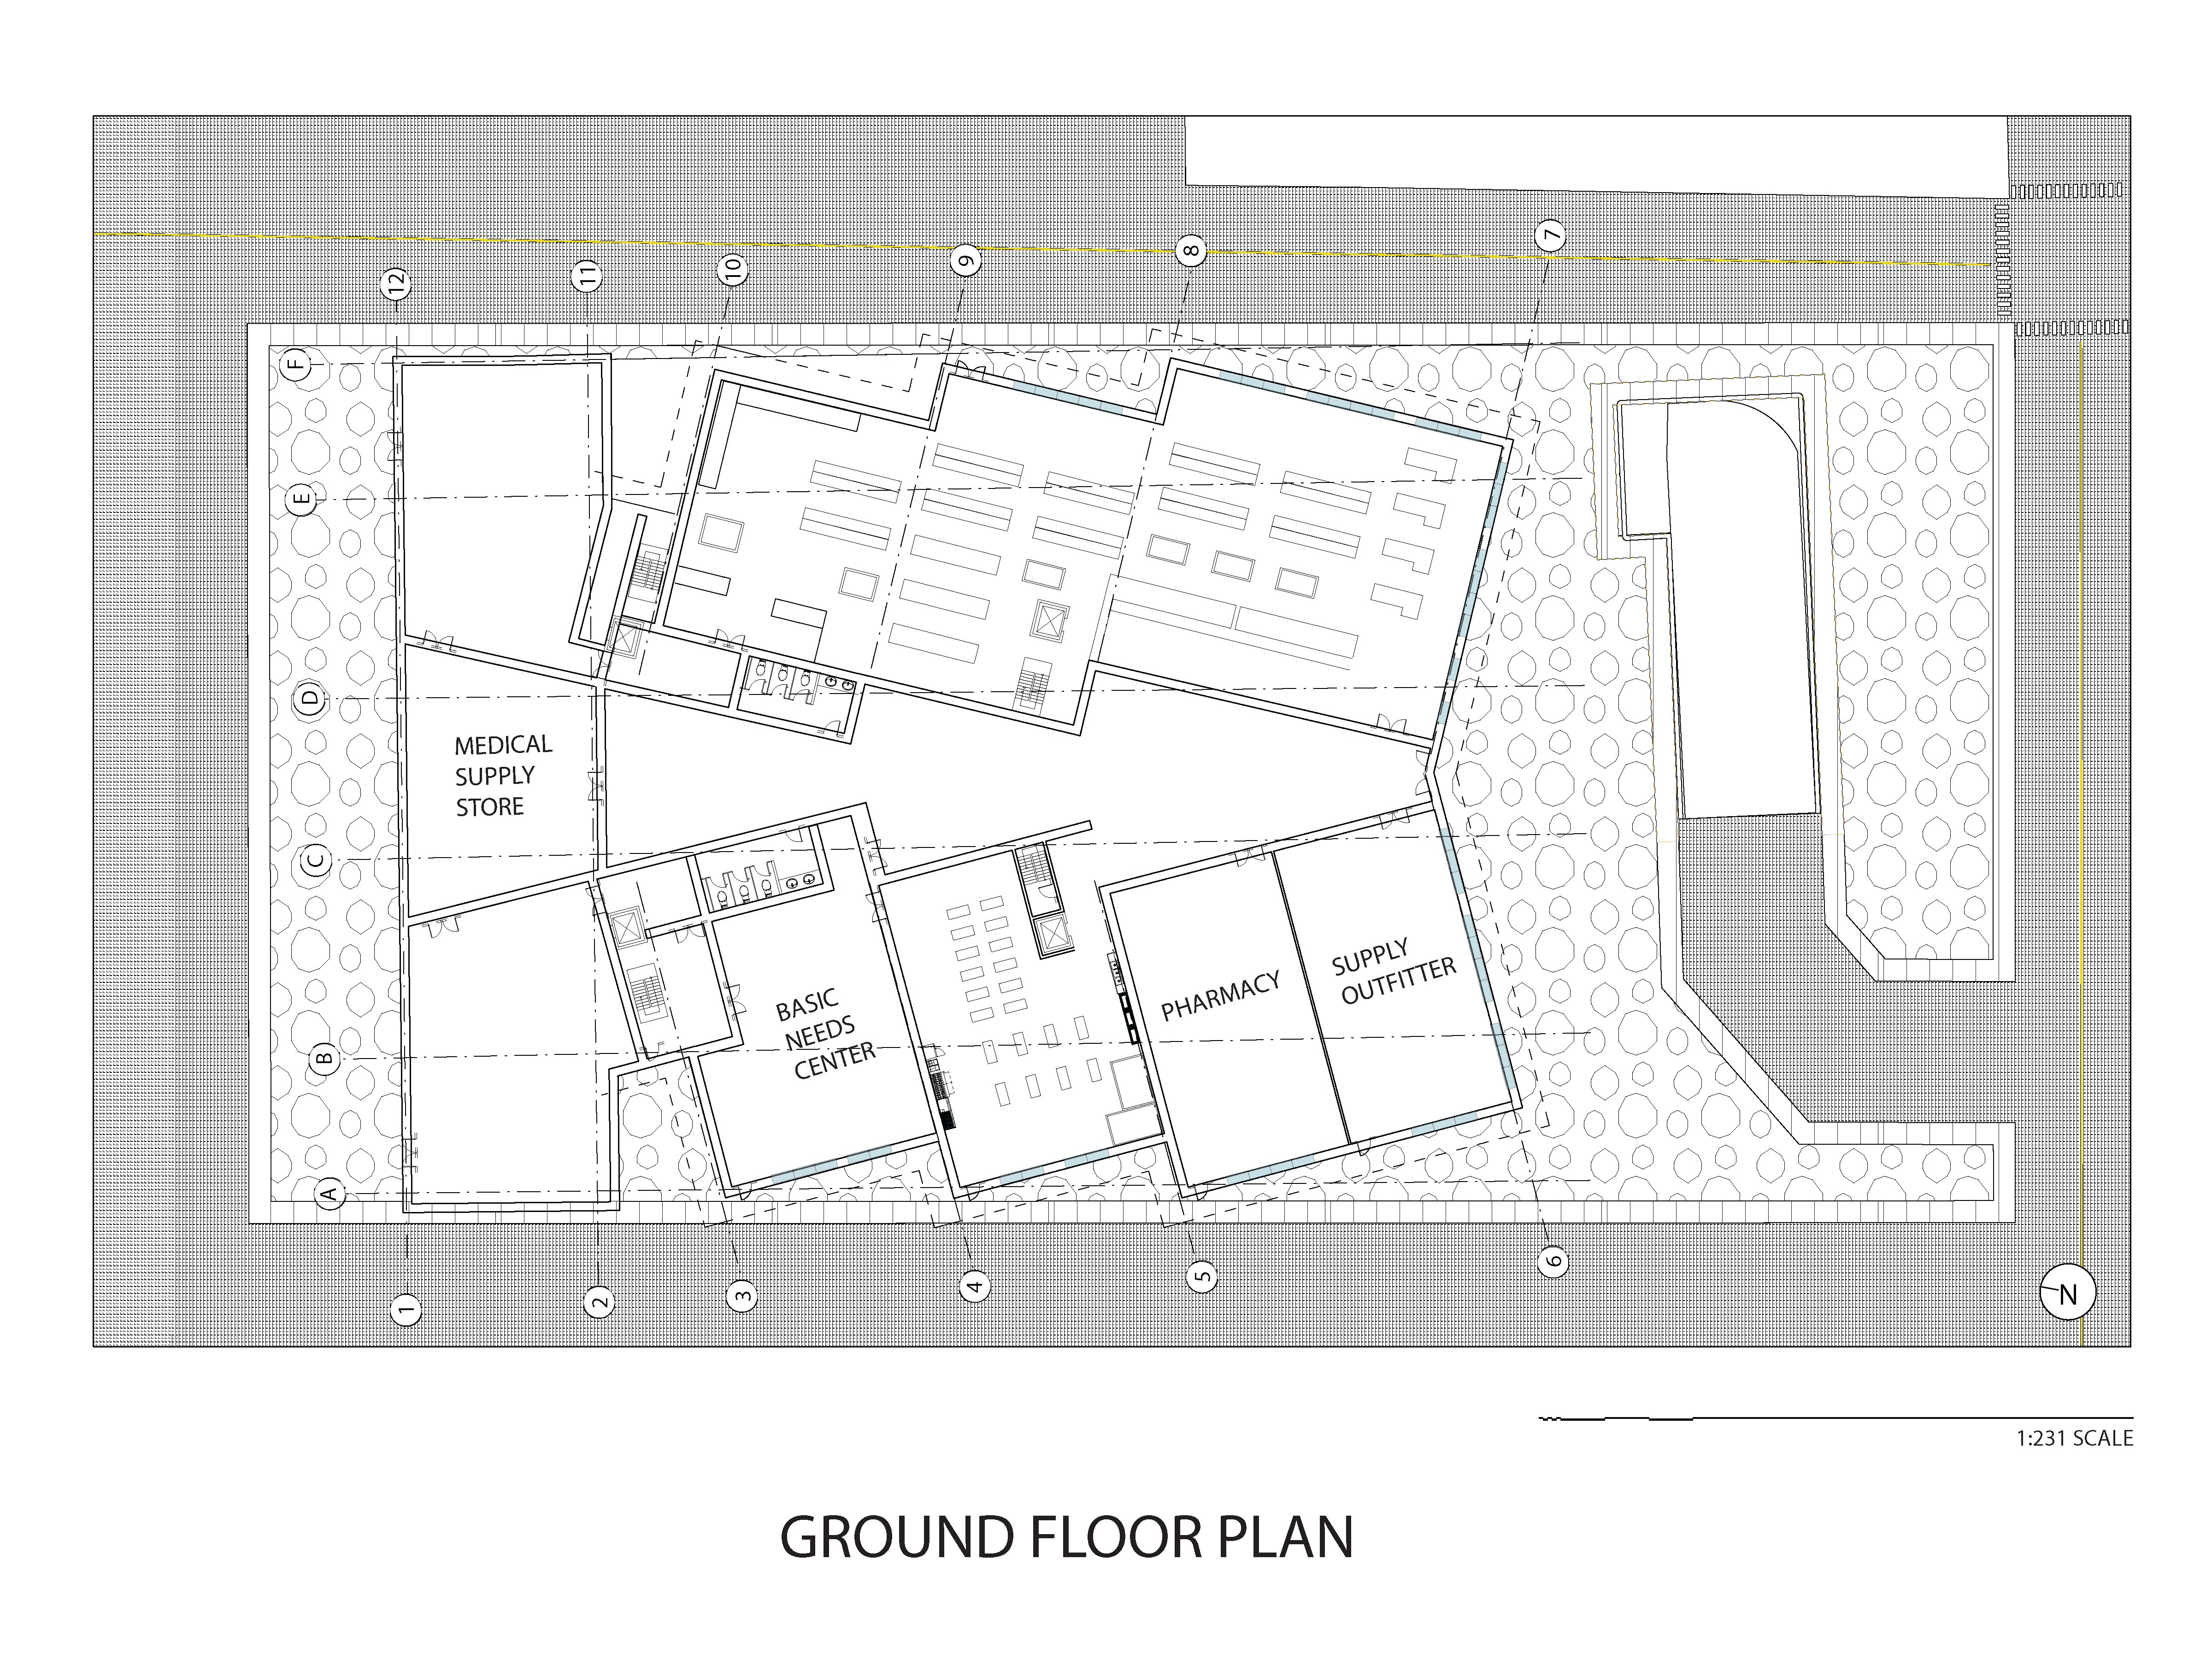 7
8
9
10
11
12
F
E
D
MEDICAL
SUPPLY
STORE
C
BASIC
NEEDS
CENTER
PHARMACY
SUPPLY
OUTFITTER
B
A
6
5
4
3
2
1
N
1:231 SCALE
GROUND FLOOR PLAN